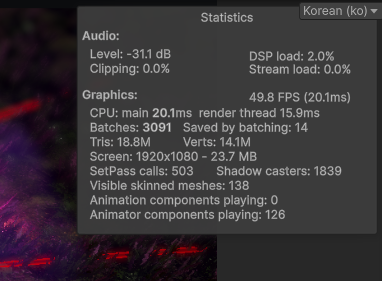 Korean (ko)
Statistics
Audio:
Level: -31.1 dB DSP load: 2.0%
Clipping: 0.0% Stream load: 0.0%
Graphics: 49.8 FPS (20.1ms)
CPU: main 20.1ms render thread 15.9ms
Batches: 3091 Saved by batching: 14
Tris: 18.8M Verts: 14.1M
Screen: 1920x1080 - 23.7 MB
SetPass calls: 503 Shadow casters: 1839
Visible skinned meshes: 138
Animation components playing: 0
Animator components playing: 126